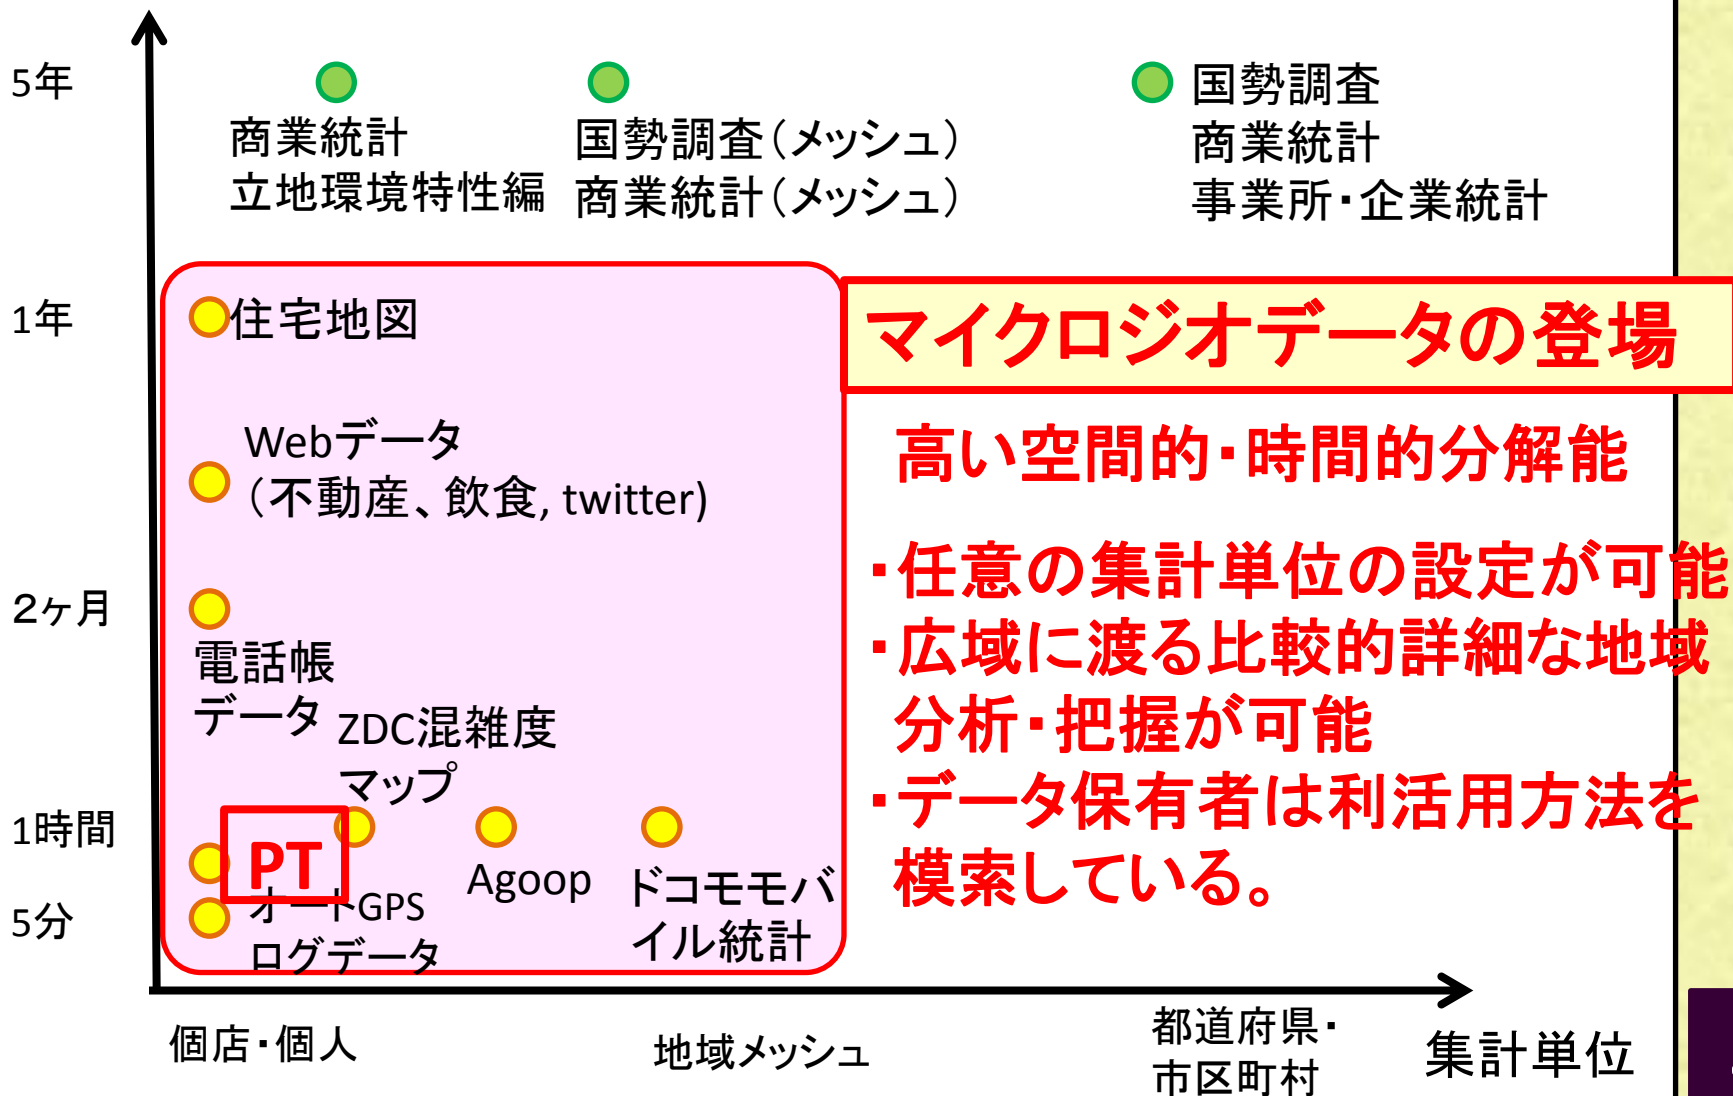 5年
商業統計
立地環境特性編
国勢調査（メッシュ）
商業統計（メッシュ）
国勢調査
商業統計
事業所・企業統計
1年
住宅地図
マイクロジオデータの登場
Webデータ
（不動産、飲食, twitter)
高い空間的・時間的分解能
2ヶ月
電話帳
データ
ZDC混雑度
マップ
・任意の集計単位の設定が可能
・広域に渡る比較的詳細な地域
分析・把握が可能
・データ保有者は利活用方法を
模索している。
1時間
PT
Agoop
ドコモモバ
イル統計
5分
オートGPS
ログデータ
個店・個人
地域メッシュ
都道府県・
市区町村
集計単位